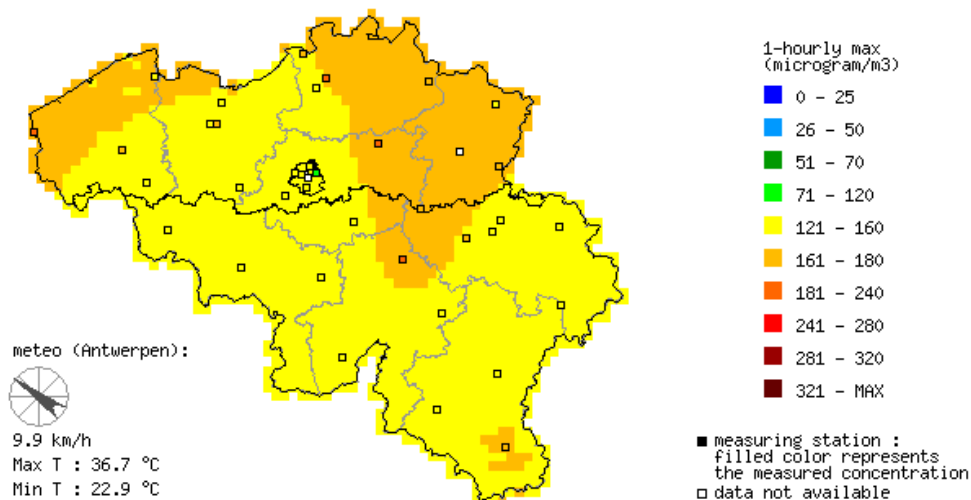 1-hourly max
(microgram/m3)
0 - 25
26 - 50
51 - 70
71 - 120
121 - 160
161 - 180
181 - 240
241 - 280
281 - 320
321 - MAX
meteo (Antwerpen):
9.9 km/h
Max T : 36.7 °C
Min T : 22.9 °C
measuring station :
filled color represents
the measured concentration
data not available